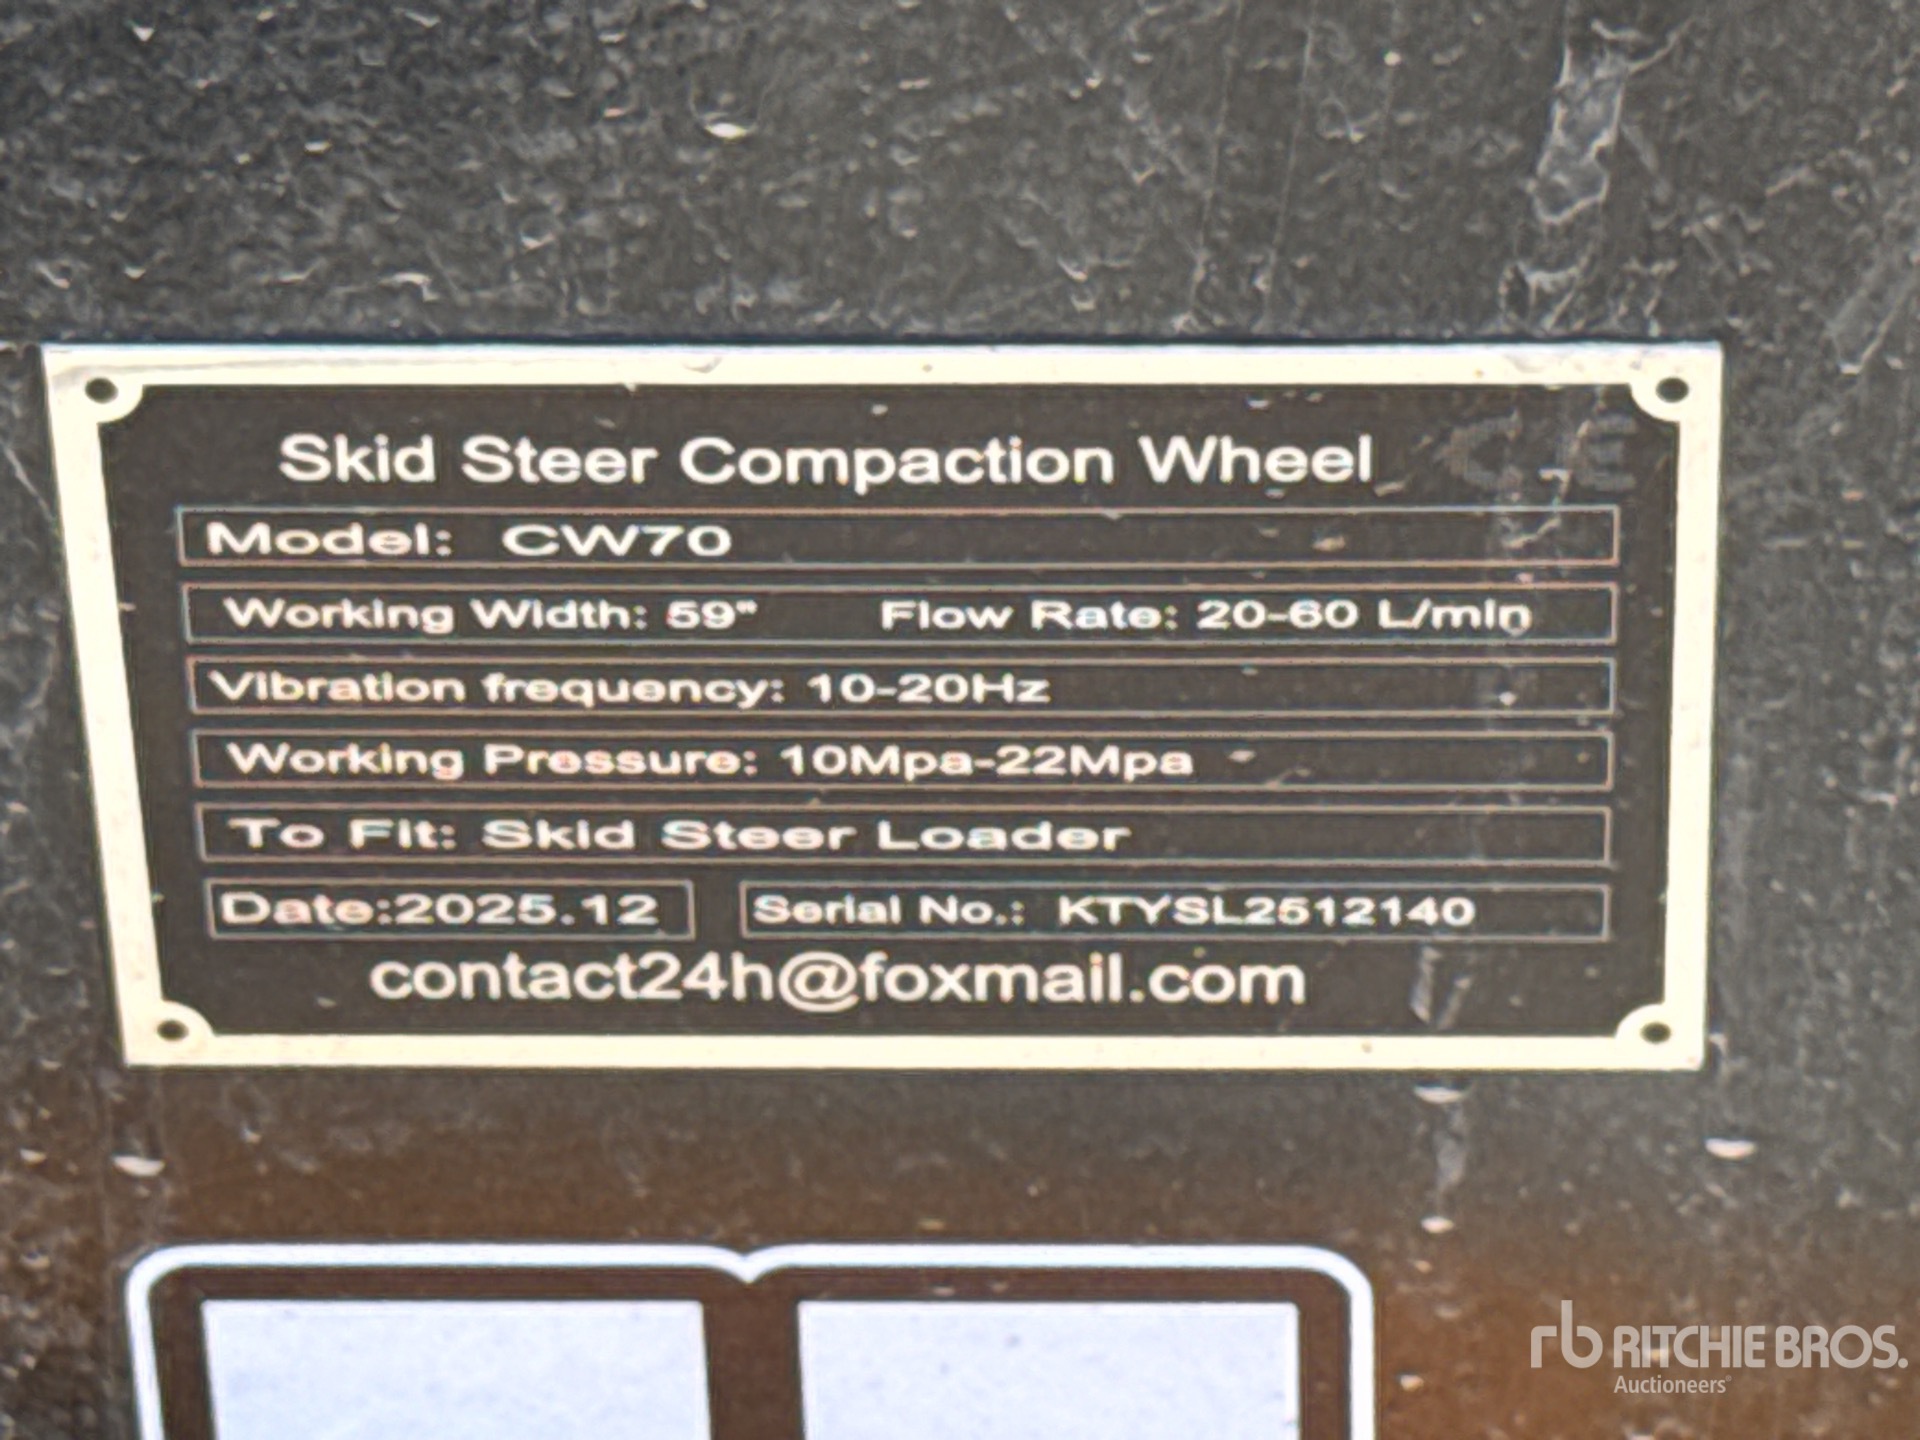 Skid Steer Compaction Wheel CE
Model: CW70
Working Width: 59" Flow Rate: 20-60 L/min
Vibration frequency: 10-20Hz
Working Pressure: 10Mpa-22Mpa
To Fit: Skid Steer Loader
Date:2025.12 Serial No.: KTYSL2512140
contact24h@foxmail.com
rb RITCHIE BROS.
Auctioneers